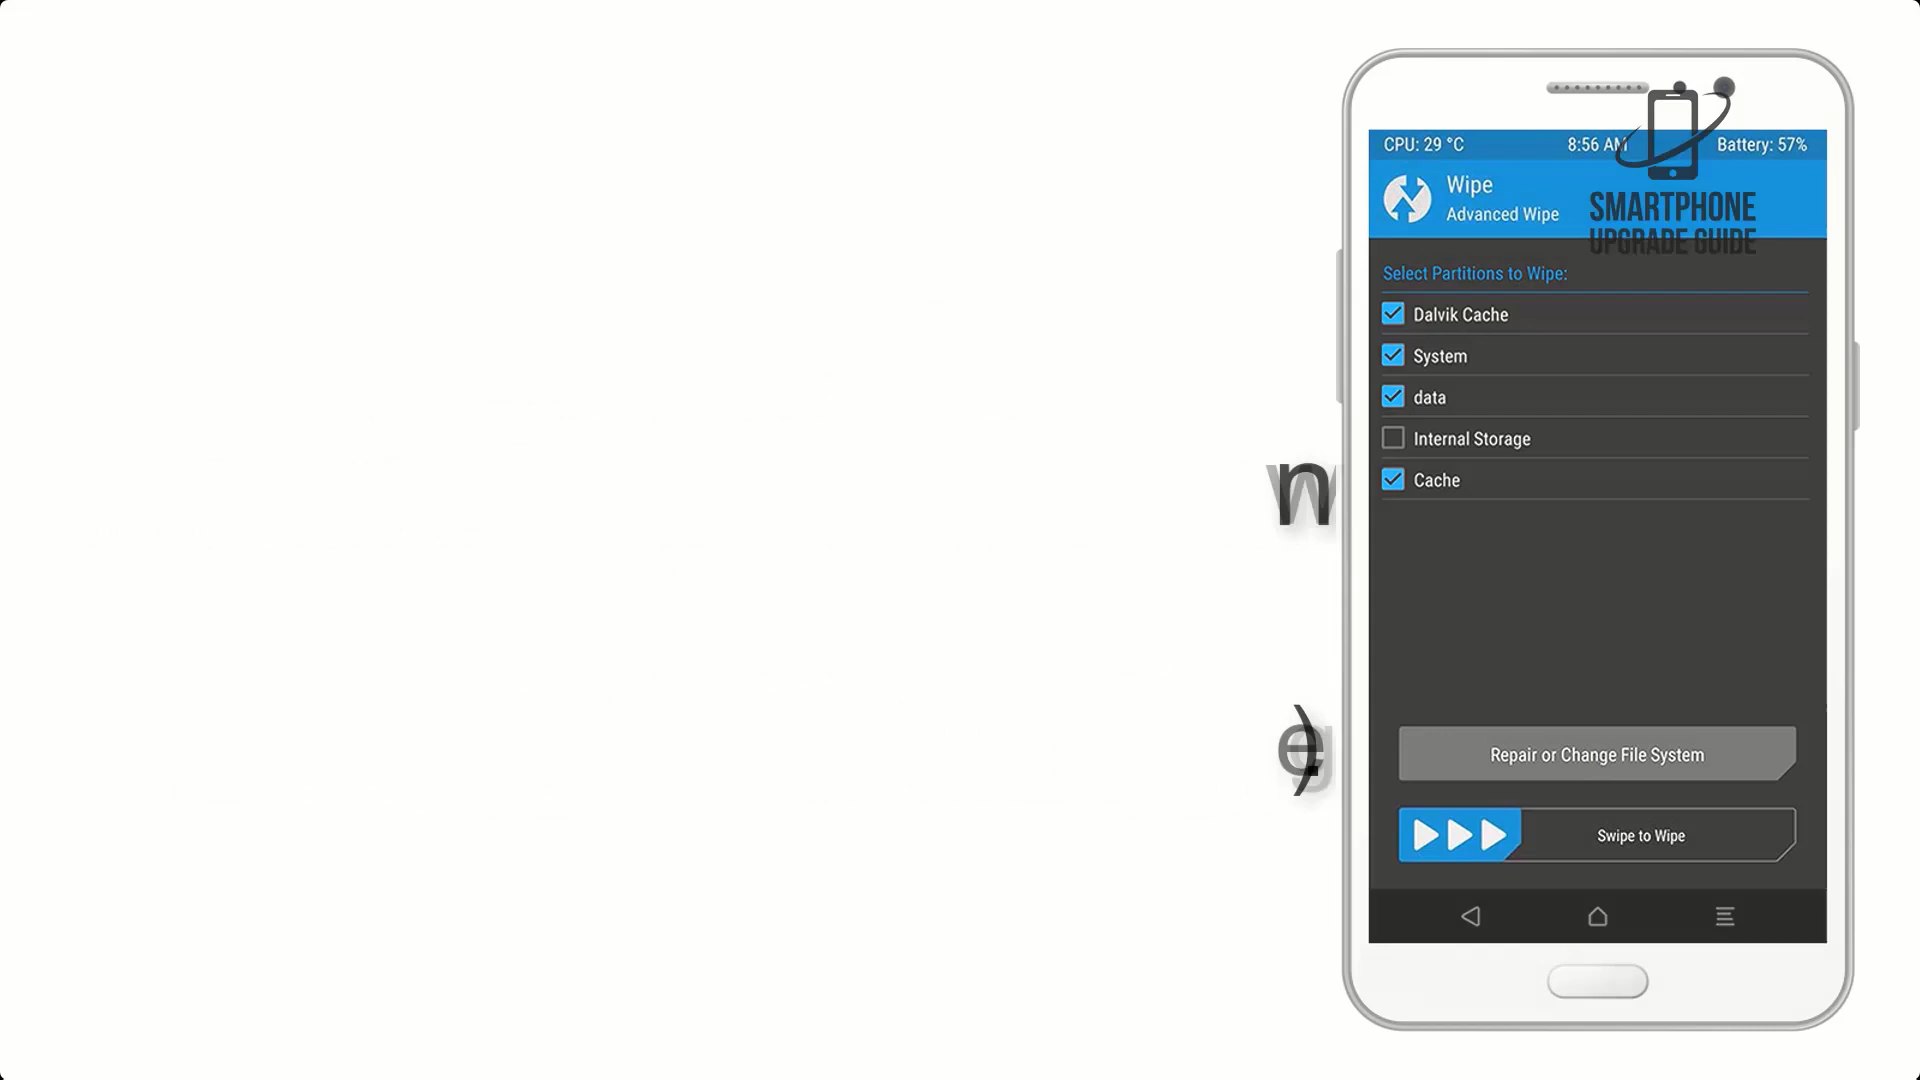 CPU: 29 °C 8:56 AM Battery: 57%
Wipe
Advanced Wipe
SMARTPHONE
UPGRADE GUIDE
Select Partitions to Wipe:
Dalvik Cache
System
data
Internal Storage
Cache
Repair or Change File System
Swipe to Wipe